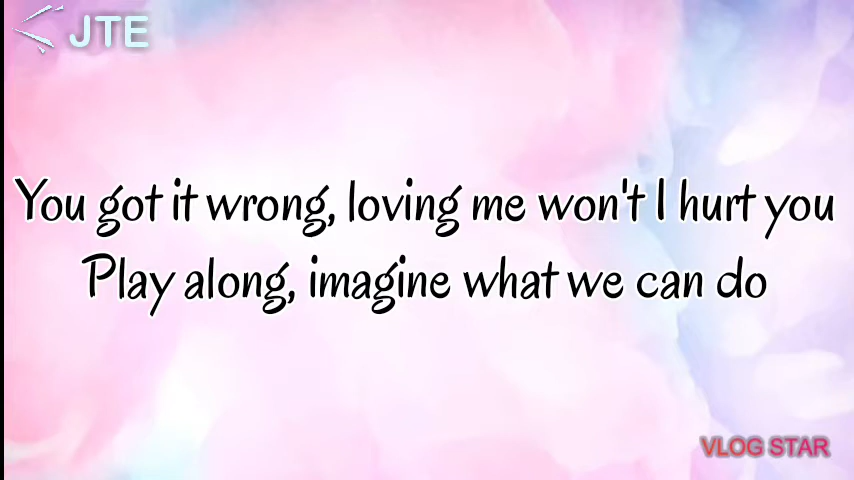 JTE
You got it wrong, loving me won't I hurt you
Play along, imagine what we can do
VLOG STAR